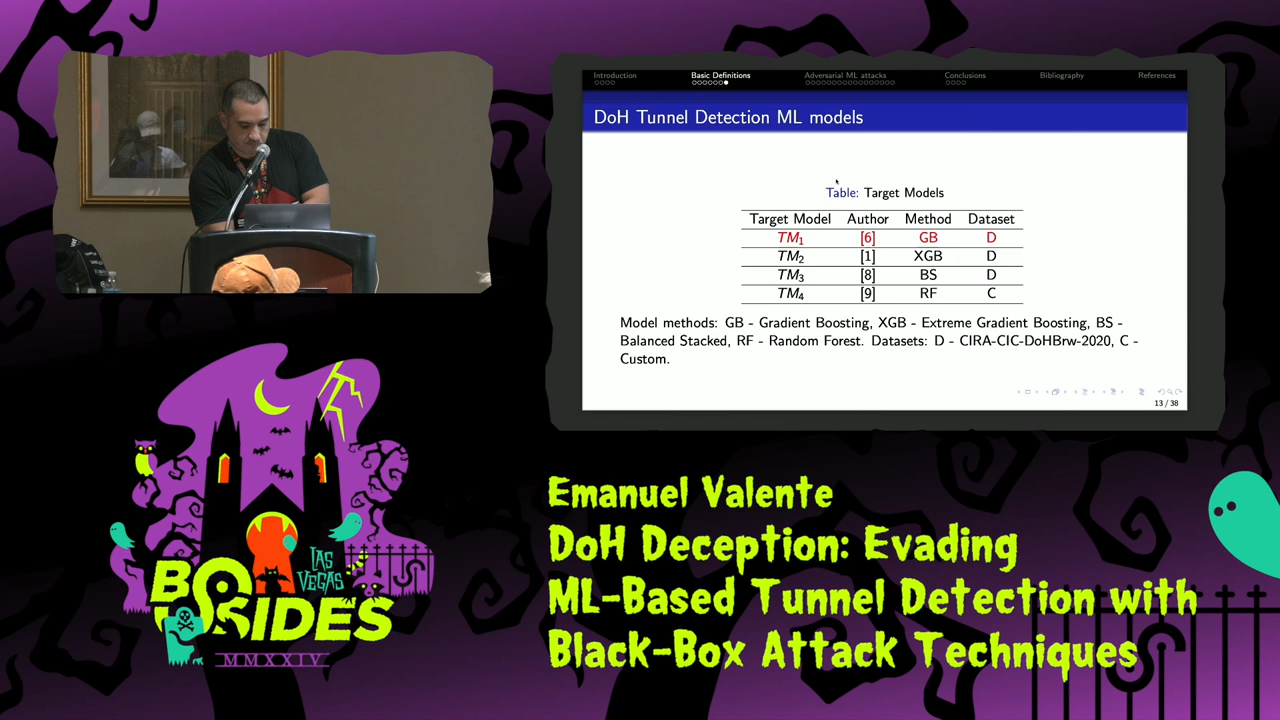 Introduction Basic Definitions Adversarial ML attacks Conclusions Bibliography References
DoH Tunnel Detection ML models
Table: Target Models
Target Model Author Method Dataset
TM₁ [6] GB D
TM₂ [1] XGB D
TM₃ [8] BS D
TM₄ [9] RF C
Model methods: GB - Gradient Boosting, XGB - Extreme Gradient Boosting, BS -
Balanced Stacked, RF - Random Forest. Datasets: D - CIRA-CIC-DoHBrw-2020, C -
Custom.
13 / 38
BSIDES
LAS
VEGAS
MMXXIV
Emanuel Valente
DoH Deception: Evading
ML-Based Tunnel Detection with
Black-Box Attack Techniques